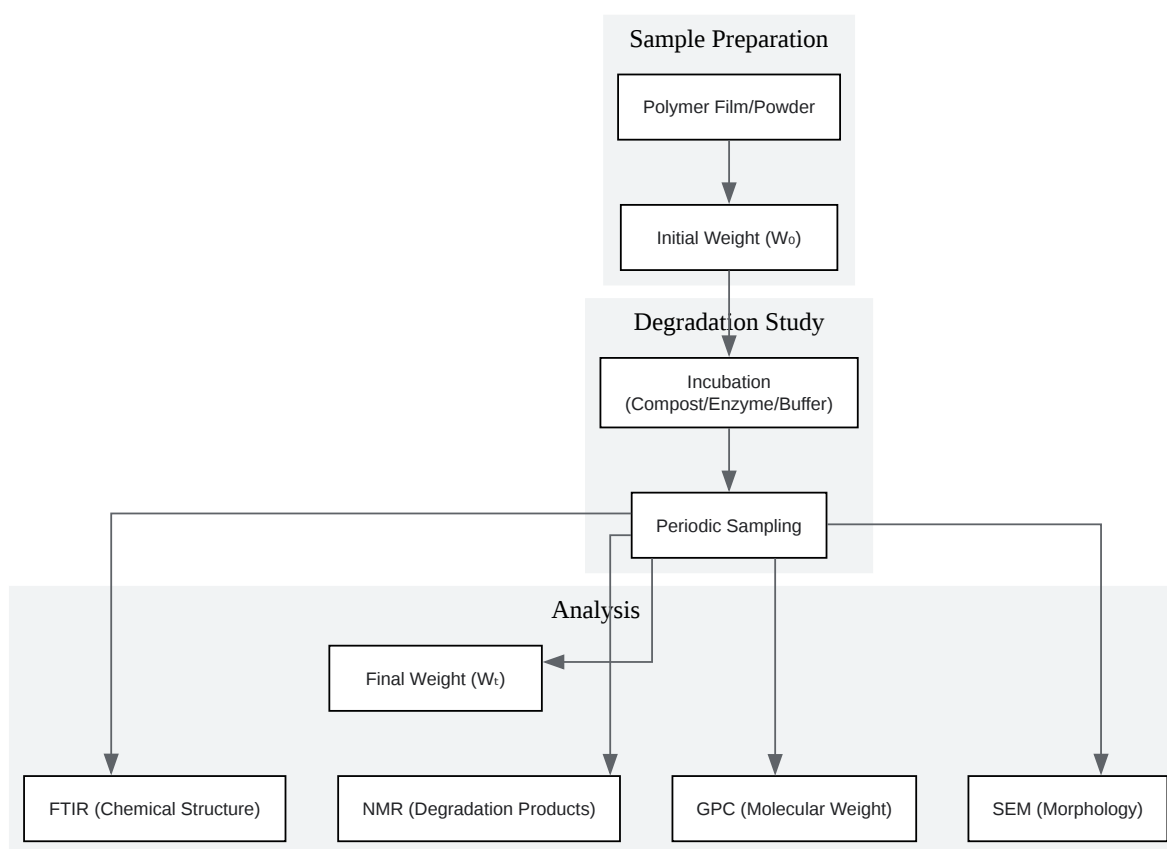 Sample Preparation
Polymer Film/Powder
Initial Weight (W₀)
Degradation Study
Incubation
(Compost/Enzyme/Buffer)
Periodic Sampling
Analysis
Final Weight (Wₜ)
FTIR (Chemical Structure)
NMR (Degradation Products)
GPC (Molecular Weight)
SEM (Morphology)